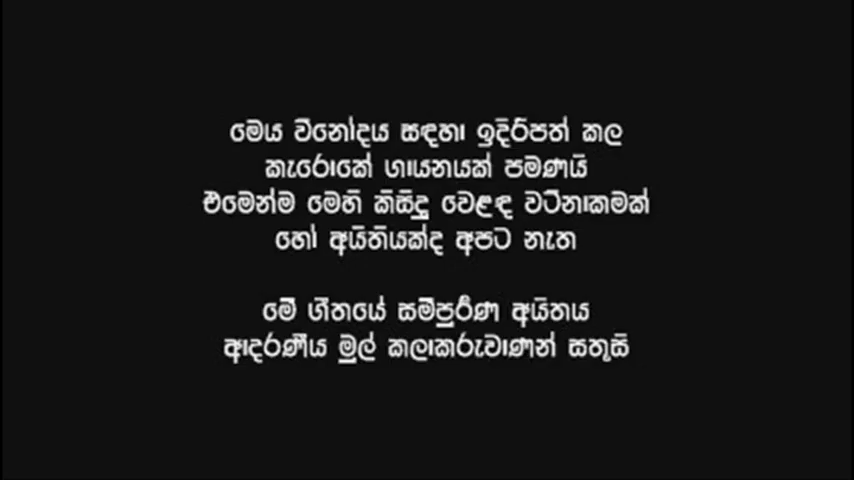 මෙය විනෝදය සඳහා ඉදිරිපත් කල
කැරොකේ ගායනයක් පමණයි
එමෙන්ම මෙහි කිසිදු වෙළඳ වටිනාකමක්
හෝ අයිතියක්ද අපට නැත
මේ ගීතයේ සම්පුර්ණ අයිතය
ආදරණීය මුල් කලාකරුවාණන් සතුසි